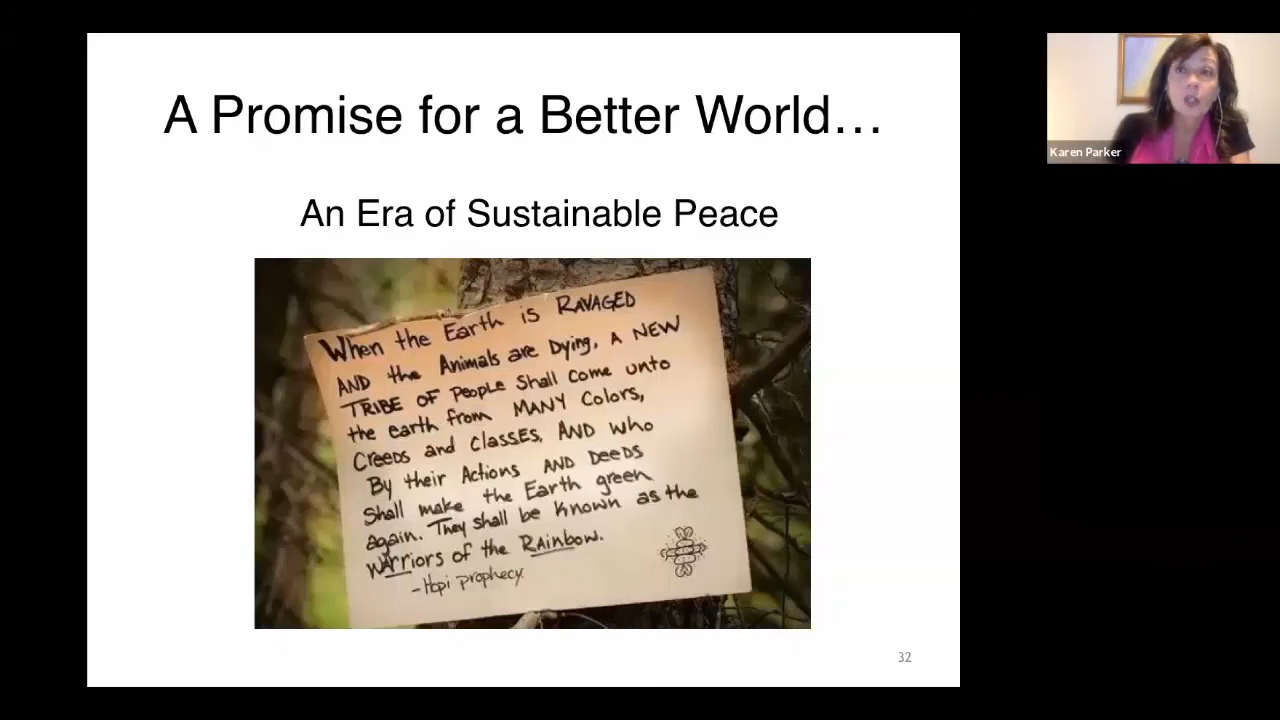 A Promise for a Better World…
An Era of Sustainable Peace
When the Earth is RAVAGED
AND the Animals are Dying, A NEW
TRIBE OF PEOPLE Shall Come unto
the earth from MANY Colors,
Creeds and Classes, AND who
By their Actions AND DEEDS
Shall make the Earth green
again. They shall be known as the
Warriors of the RAinbow.
-Hopi prophecy.
32
Karen Parker